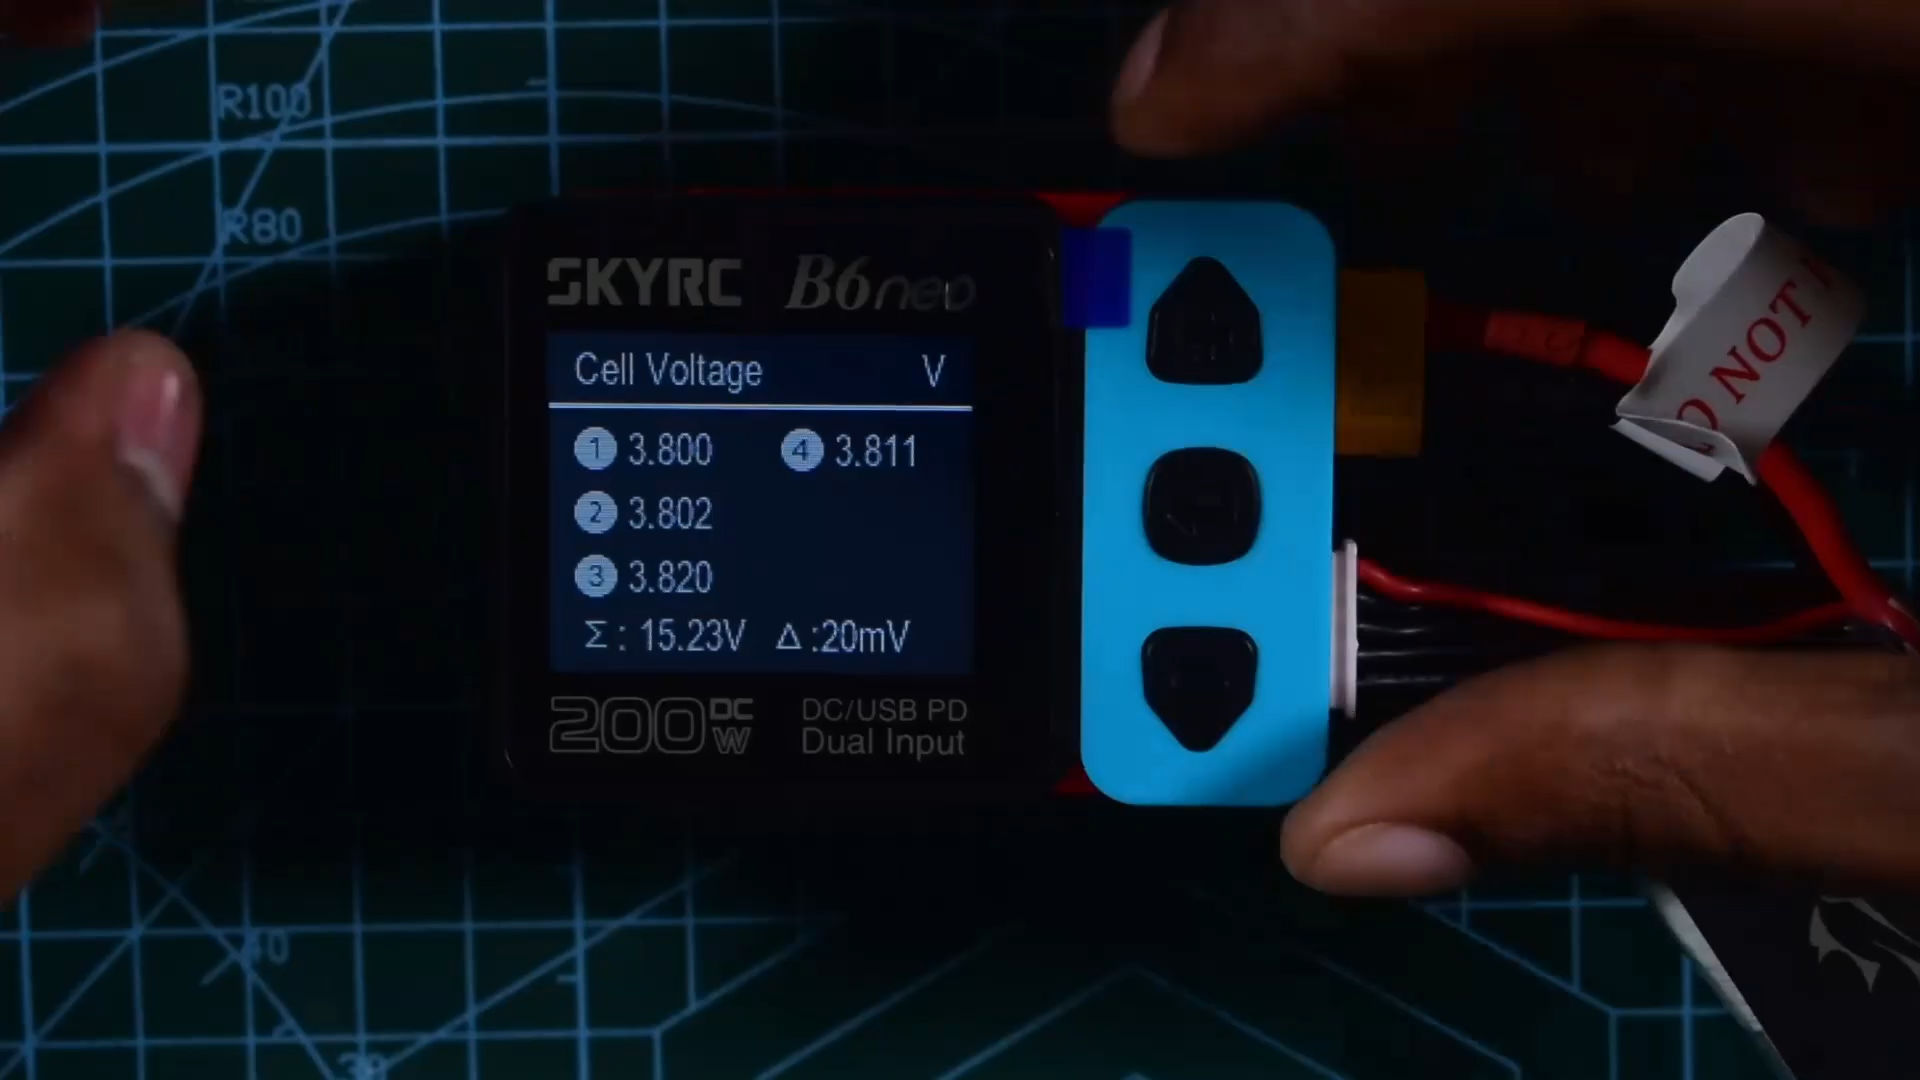 R100
R80
SKYRC B6neo
Cell Voltage V
1 3.800 4 3.811
2 3.802
3 3.820
Σ : 15.23V Δ :20mV
200 DC W
DC/USB PD
Dual Input
NOT
40